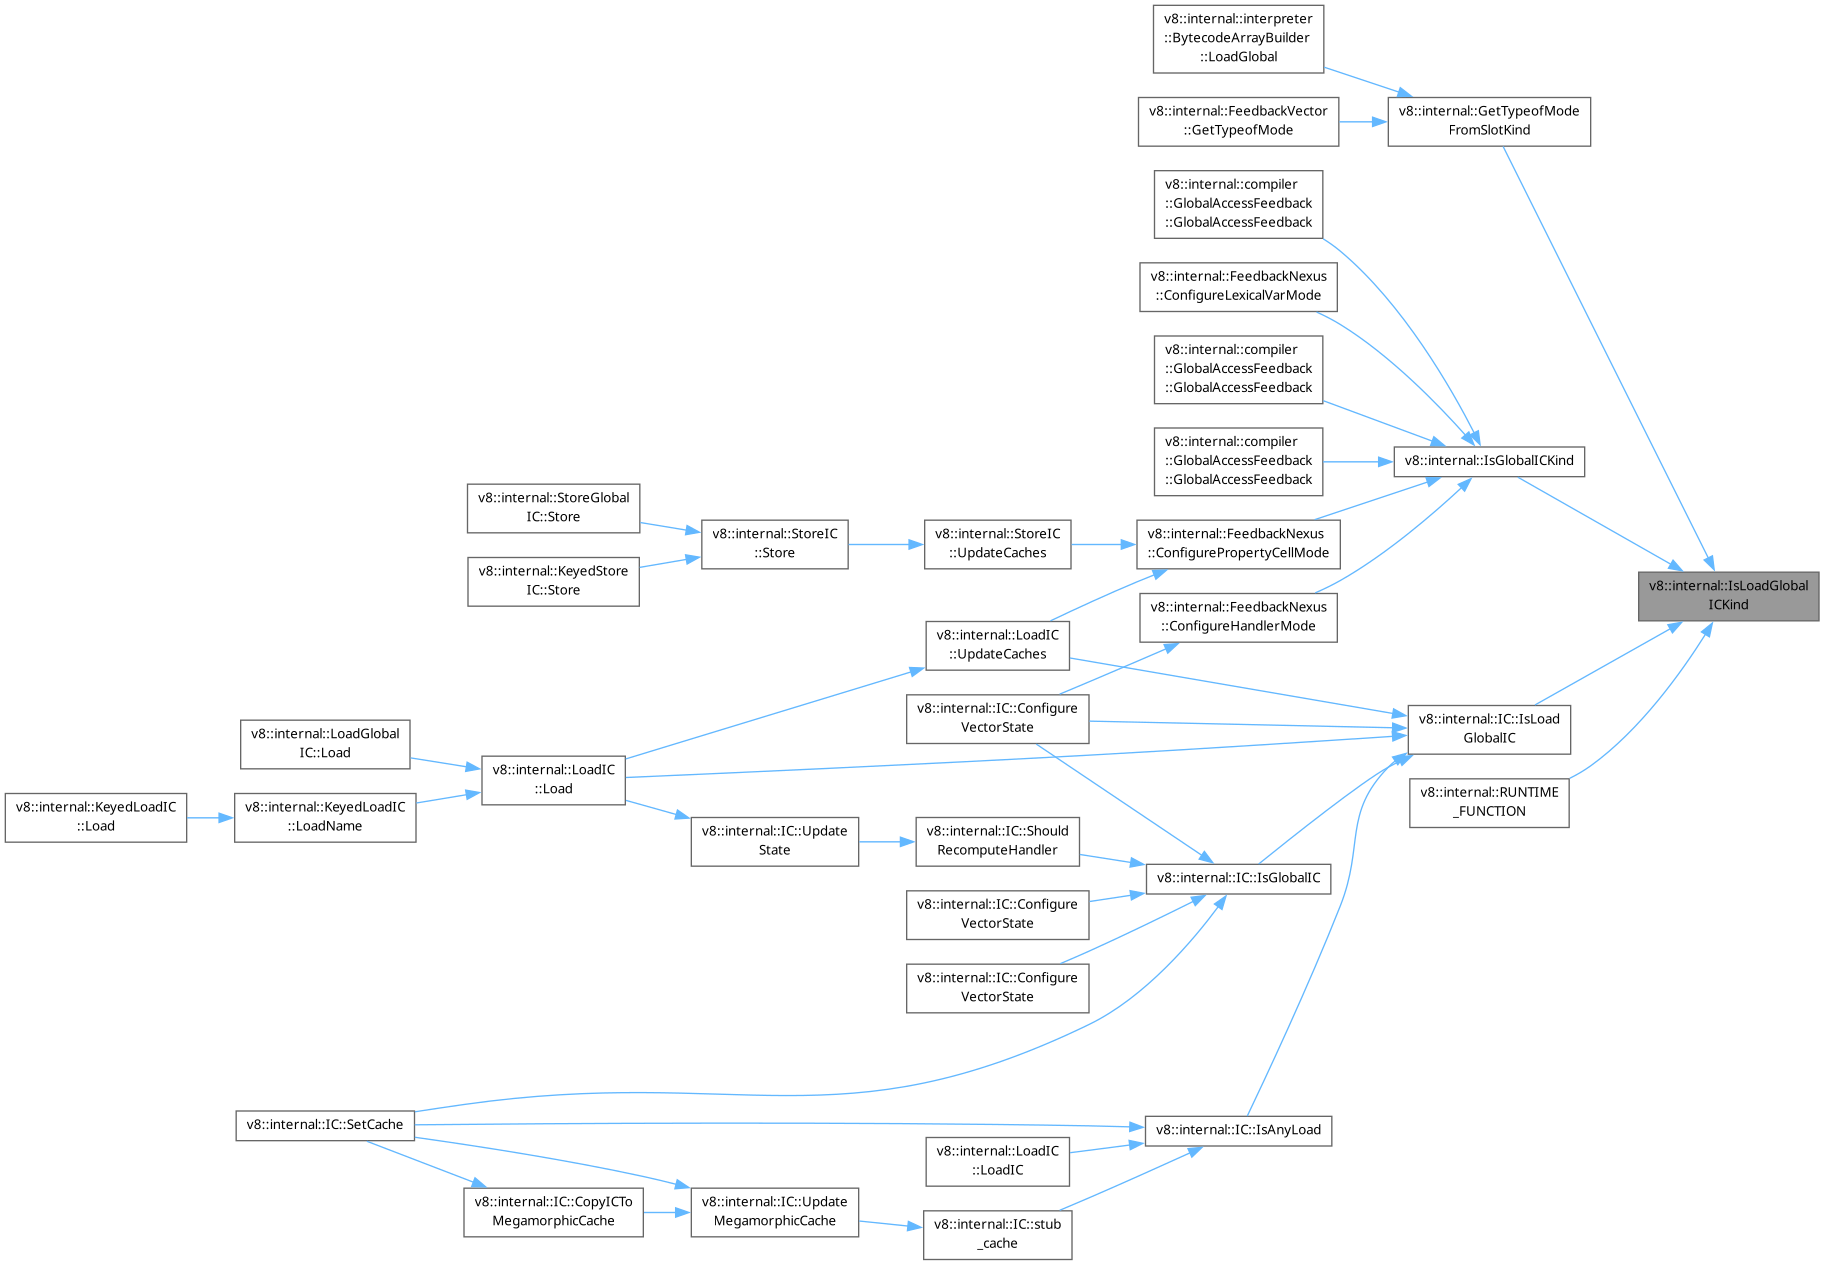 v8::internal::interpreter
::BytecodeArrayBuilder
::LoadGlobal
v8::internal::FeedbackVector
::GetTypeofMode
v8::internal::GetTypeofMode
FromSlotKind
v8::internal::compiler
::GlobalAccessFeedback
::GlobalAccessFeedback
v8::internal::FeedbackNexus
::ConfigureLexicalVarMode
v8::internal::compiler
::GlobalAccessFeedback
::GlobalAccessFeedback
v8::internal::compiler
::GlobalAccessFeedback
::GlobalAccessFeedback
v8::internal::IsGlobalICKind
v8::internal::StoreGlobal
IC::Store
v8::internal::KeyedStore
IC::Store
v8::internal::StoreIC
::Store
v8::internal::StoreIC
::UpdateCaches
v8::internal::FeedbackNexus
::ConfigurePropertyCellMode
v8::internal::FeedbackNexus
::ConfigureHandlerMode
v8::internal::IsLoadGlobal
ICKind
v8::internal::LoadIC
::UpdateCaches
v8::internal::IC::Configure
VectorState
v8::internal::IC::IsLoad
GlobalIC
v8::internal::RUNTIME
_FUNCTION
v8::internal::LoadGlobal
IC::Load
v8::internal::LoadIC
::Load
v8::internal::KeyedLoadIC
::Load
v8::internal::KeyedLoadIC
::LoadName
v8::internal::IC::Update
State
v8::internal::IC::Should
RecomputeHandler
v8::internal::IC::IsGlobalIC
v8::internal::IC::Configure
VectorState
v8::internal::IC::Configure
VectorState
v8::internal::IC::SetCache
v8::internal::IC::IsAnyLoad
v8::internal::LoadIC
::LoadIC
v8::internal::IC::CopyICTo
MegamorphicCache
v8::internal::IC::Update
MegamorphicCache
v8::internal::IC::stub
_cache